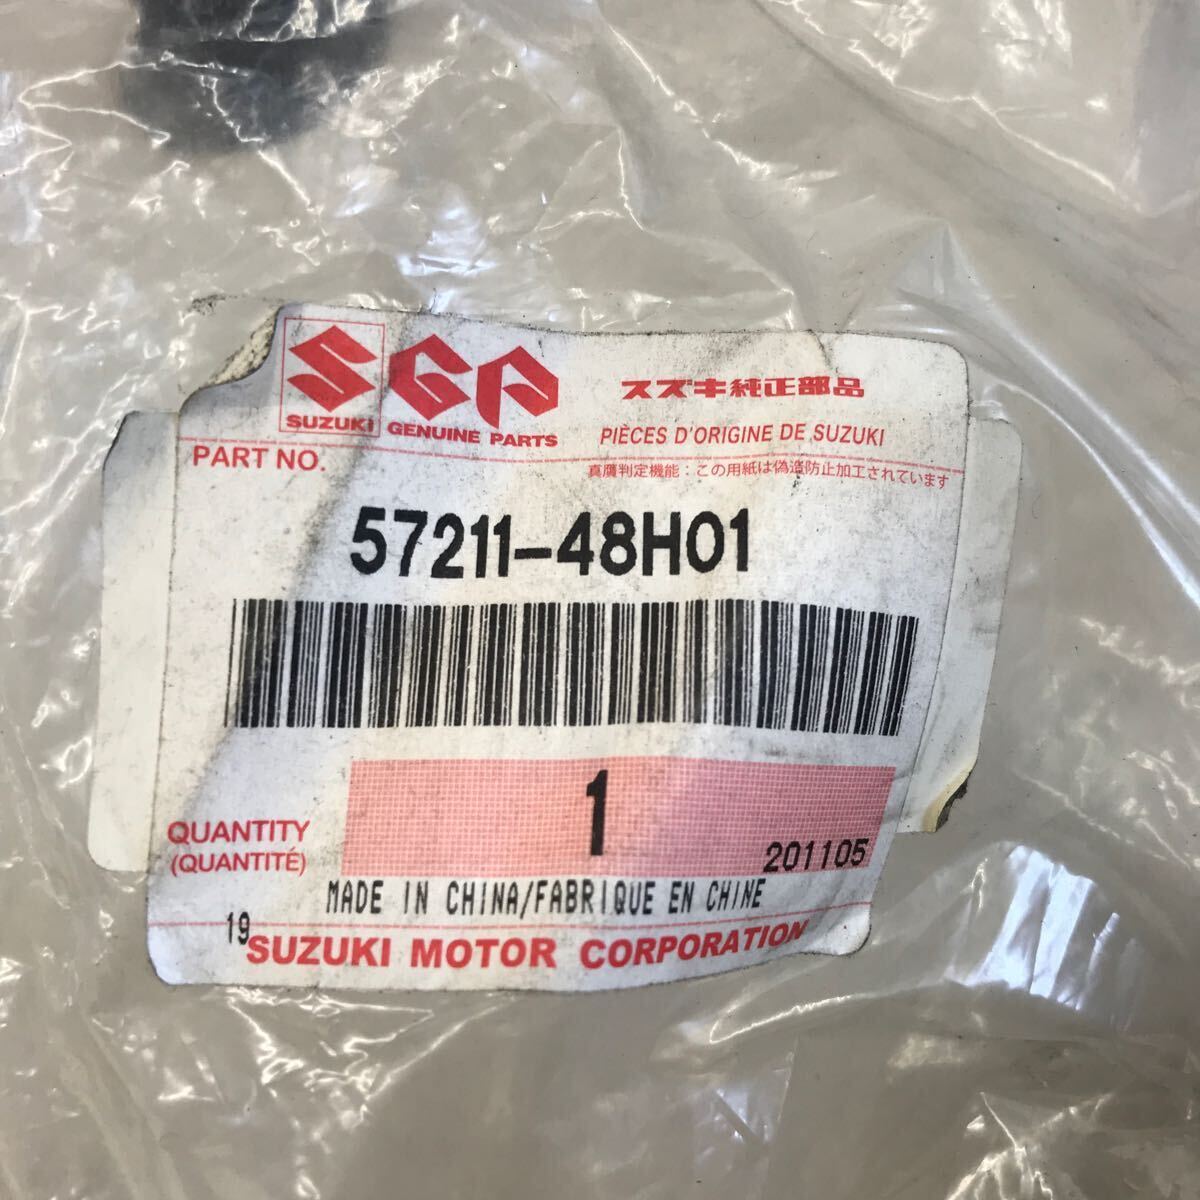 SGP
スズキ純正部品
SUZUKI GENUINE PARTS
PIÈCES D'ORIGINE DE SUZUKI
PART NO.
真贋判定機能：この用紙は偽造防止加工されています
57211-48H01
1
QUANTITY
(QUANTITÉ)
201105
MADE IN CHINA/FABRIQUE EN CHINE
19
SUZUKI MOTOR CORPORATION